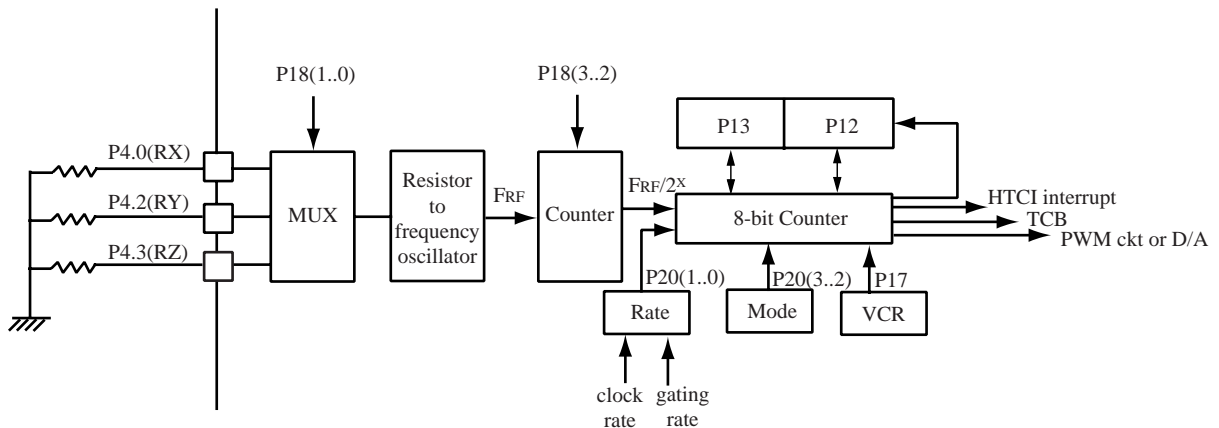 P18(1..0)
P18(3..2)
P13
P12
P4.0(RX)
P4.2(RY)
P4.3(RZ)
MUX
Resistor
to
frequency
oscillator
FRF
Counter
FRF/2X
8-bit Counter
HTCI interrupt
TCB
PWM ckt or D/A
P20(1..0)
P20(3..2)
P17
Rate
Mode
VCR
clock
rate
gating
rate